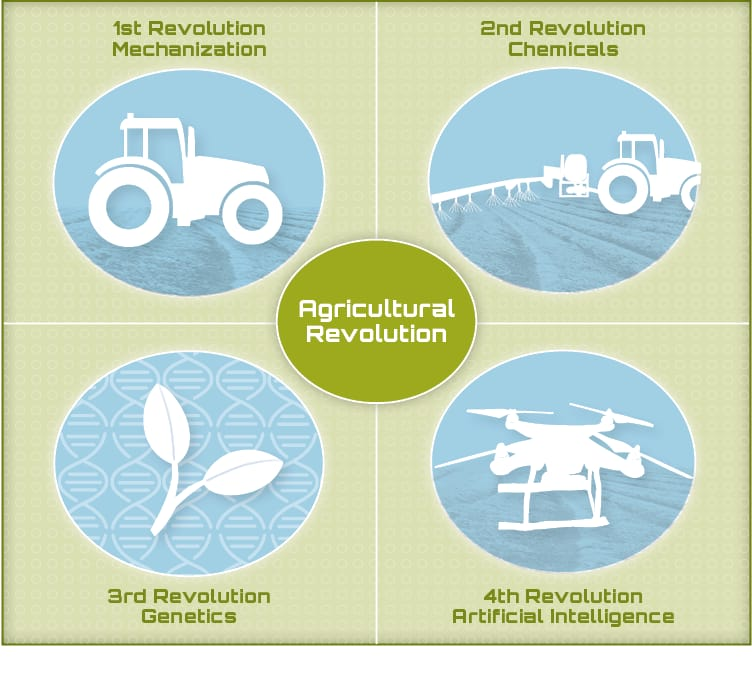 1st Revolution
Mechanization
2nd Revolution
Chemicals
Agricultural
Revolution
3rd Revolution
Genetics
4th Revolution
Artificial Intelligence